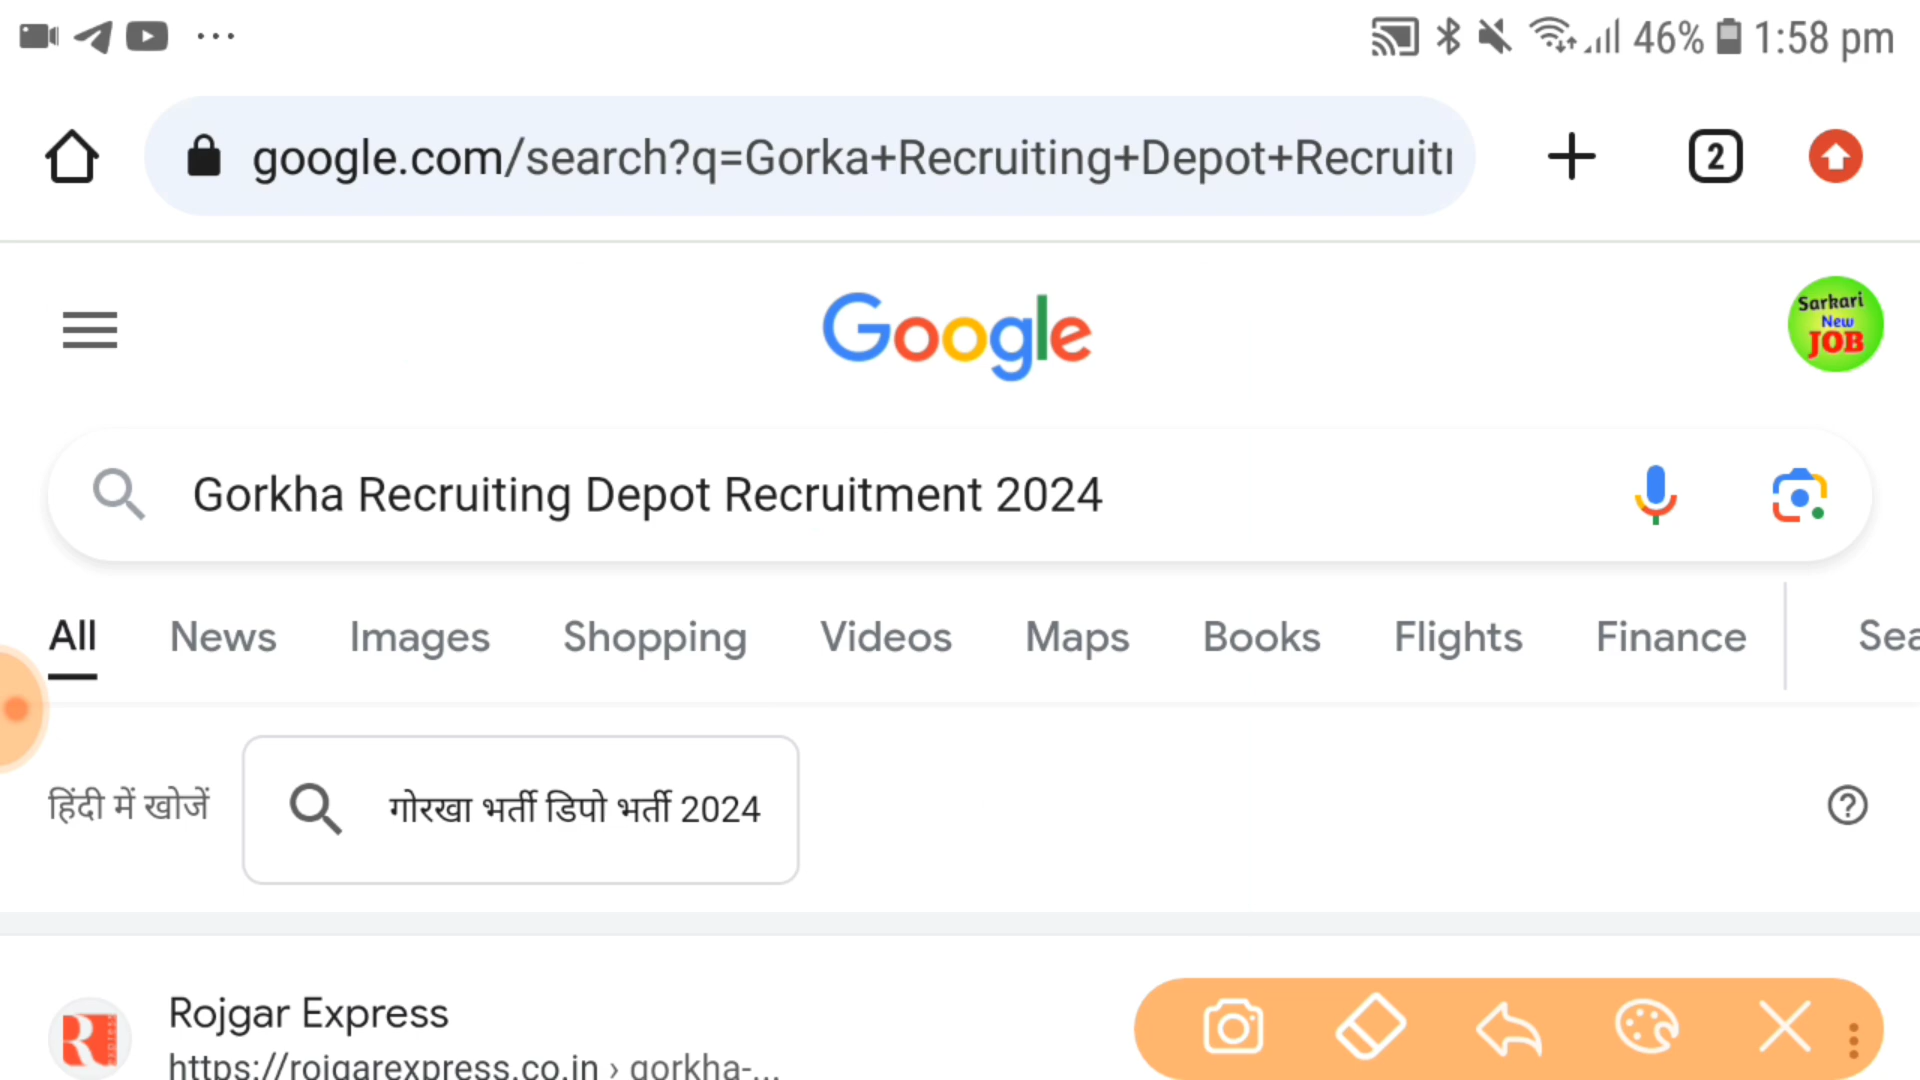 46% 1:58 pm
google.com/search?q=Gorka+Recruiting+Depot+Recruiti
2
Google
Sarkari
New
JOB
Gorkha Recruiting Depot Recruitment 2024
All News Images Shopping Videos Maps Books Flights Finance Sea
हिंदी में खोजें
गोरखा भर्ती डिपो भर्ती 2024
Rojgar Express
https://rojgarexpress.co.in › gorkha-...